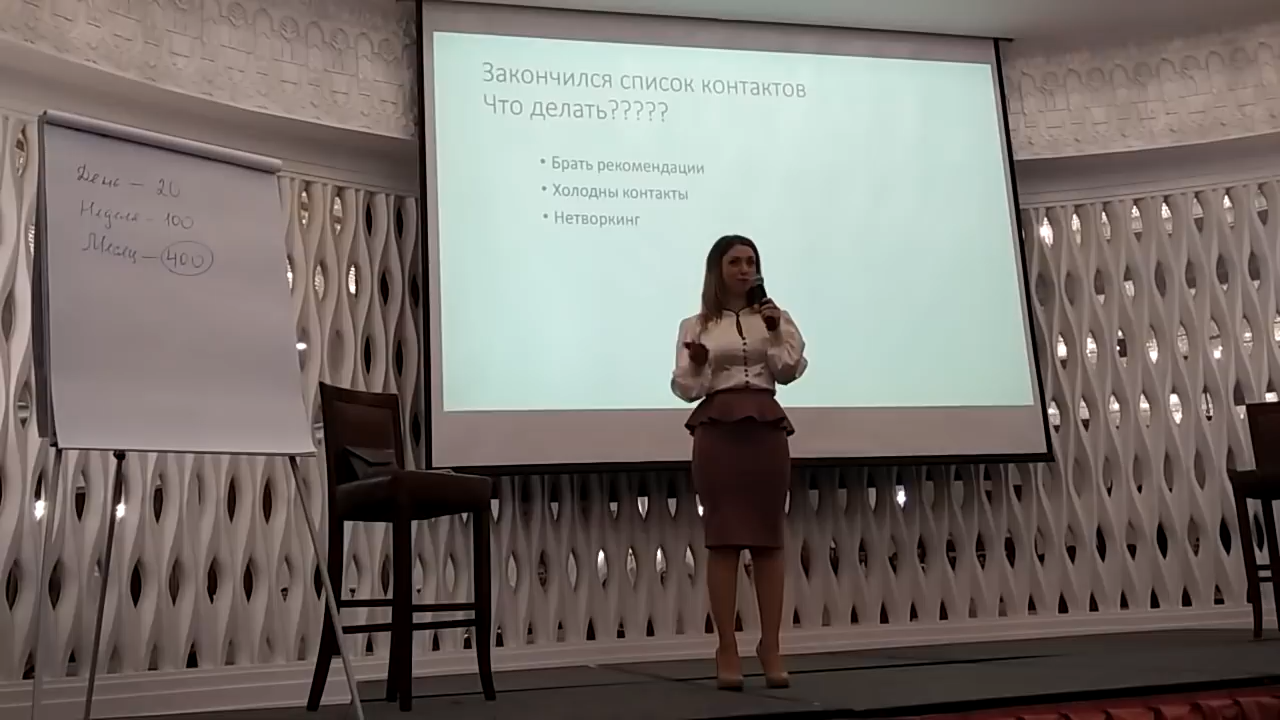 День – 20
Неделя – 100
Месяц – 400
Закончился список контактов
Что делать?????
• Брать рекомендации
• Холодны контакты
• Нетворкинг